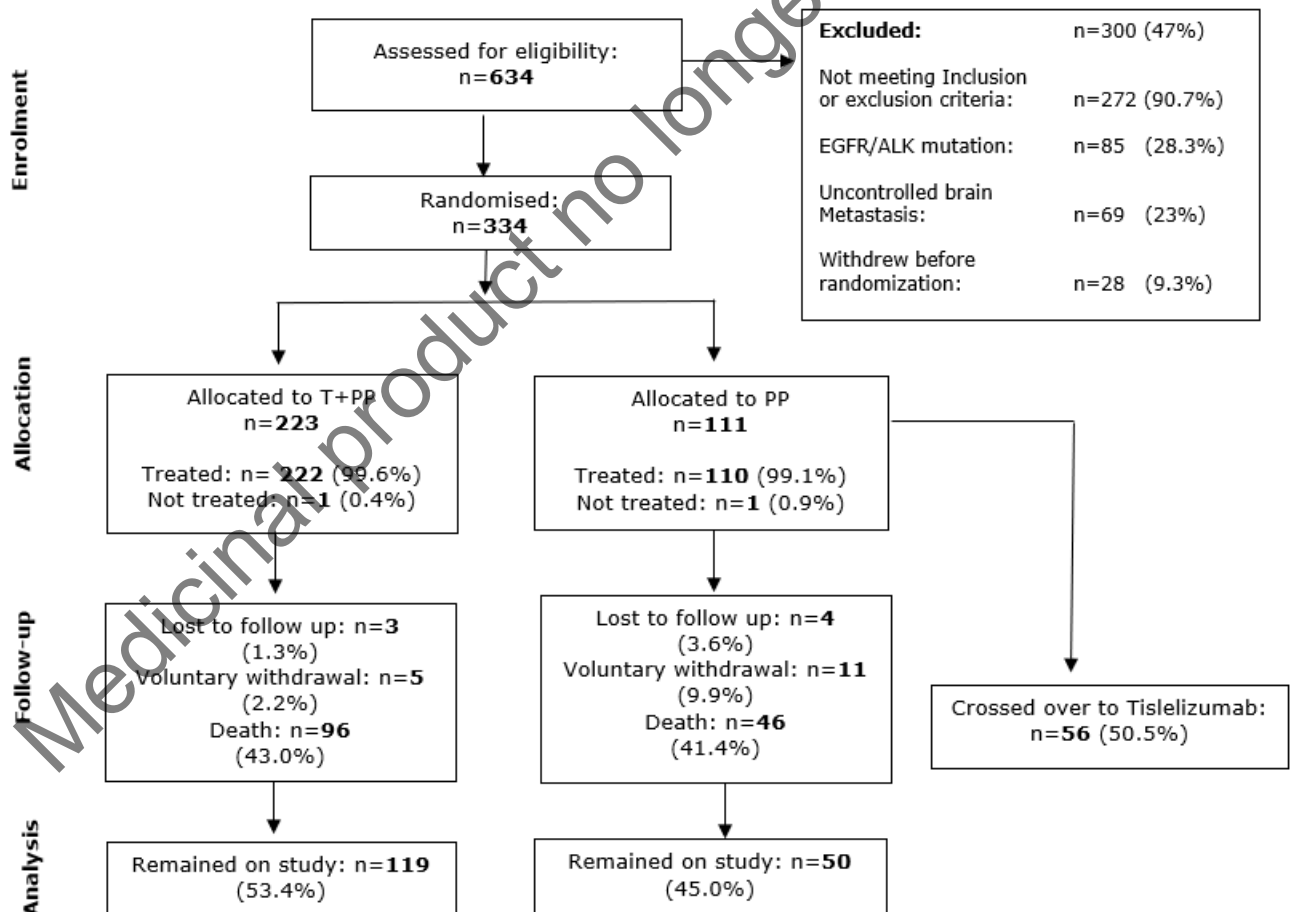 Enrolment
Assessed for eligibility:
n=634
Excluded: n=300 (47%)
Not meeting Inclusion
or exclusion criteria: n=272 (90.7%)
EGFR/ALK mutation: n=85 (28.3%)
Uncontrolled brain
Metastasis: n=69 (23%)
Withdrew before
randomization: n=28 (9.3%)
Randomised:
n=334
Allocation
Allocated to T+PP
n=223
Treated: n= 222 (99.6%)
Not treated: n=1 (0.4%)
Allocated to PP
n=111
Treated: n=110 (99.1%)
Not treated: n=1 (0.9%)
Follow-up
Lost to follow up: n=3
(1.3%)
Voluntary withdrawal: n=5
(2.2%)
Death: n=96
(43.0%)
Lost to follow up: n=4
(3.6%)
Voluntary withdrawal: n=11
(9.9%)
Death: n=46
(41.4%)
Crossed over to Tislelizumab:
n=56 (50.5%)
Analysis
Remained on study: n=119
(53.4%)
Remained on study: n=50
(45.0%)
Medicinal product no longe